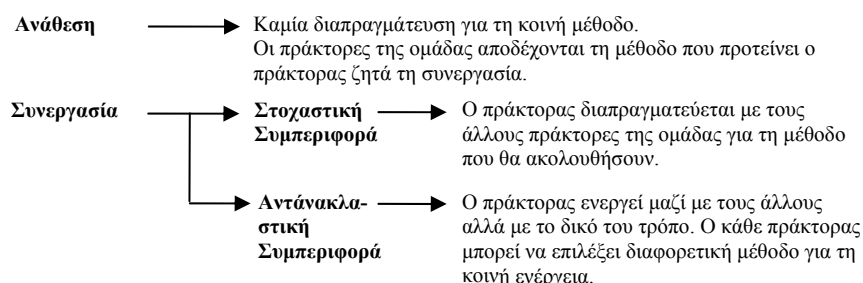 Ανάθεση Καμία διαπραγμάτευση για τη κοινή μέθοδο.
Οι πράκτορες της ομάδας αποδέχονται τη μέθοδο που προτείνει ο
πράκτορας ζητά τη συνεργασία.
Συνεργασία Στοχαστική Ο πράκτορας διαπραγματεύεται με τους
Συμπεριφορά άλλους πράκτορες της ομάδας για τη μέθοδο
που θα ακολουθήσουν.
Αντάνακλα- Ο πράκτορας ενεργεί μαζί με τους άλλους
στική αλλά με το δικό του τρόπο. Ο κάθε πράκτορας
Συμπεριφορά μπορεί να επιλέξει διαφορετική μέθοδο για τη
κοινή ενέργεια.